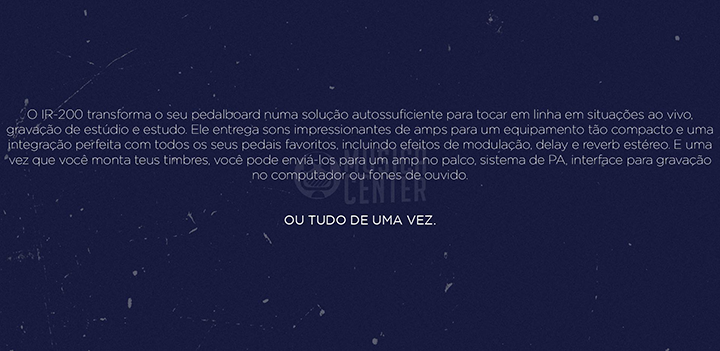 O IR-200 transforma o seu pedalboard numa solução autossuficiente para tocar em linha em situações ao vivo,
gravação de estúdio e estudo. Ele entrega sons impressionantes de amps para um equipamento tão compacto e uma
integração perfeita com todos os seus pedais favoritos, incluindo efeitos de modulação, delay e reverb estéreo. E uma
vez que você monta teus timbres, você pode enviá-los para um amp no palco, sistema de PA, interface para gravação
no computador ou fones de ouvido.
CENTER
OU TUDO DE UMA VEZ.